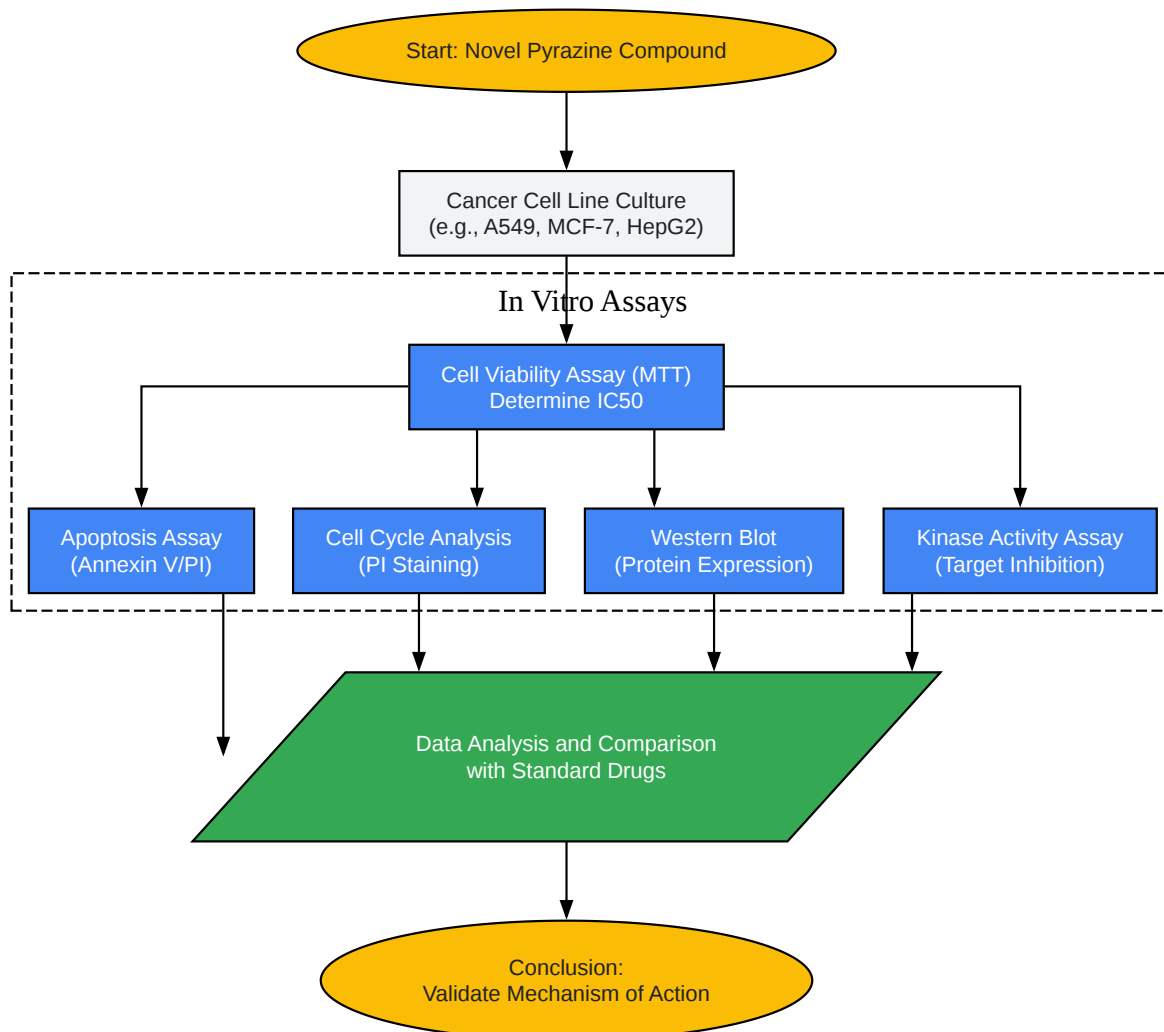 Start: Novel Pyrazine Compound
Cancer Cell Line Culture
(e.g., A549, MCF-7, HepG2)
In Vitro Assays
Cell Viability Assay (MTT)
Determine IC50
Apoptosis Assay
(Annexin V/PI)
Cell Cycle Analysis
(PI Staining)
Western Blot
(Protein Expression)
Kinase Activity Assay
(Target Inhibition)
Data Analysis and Comparison
with Standard Drugs
Conclusion:
Validate Mechanism of Action